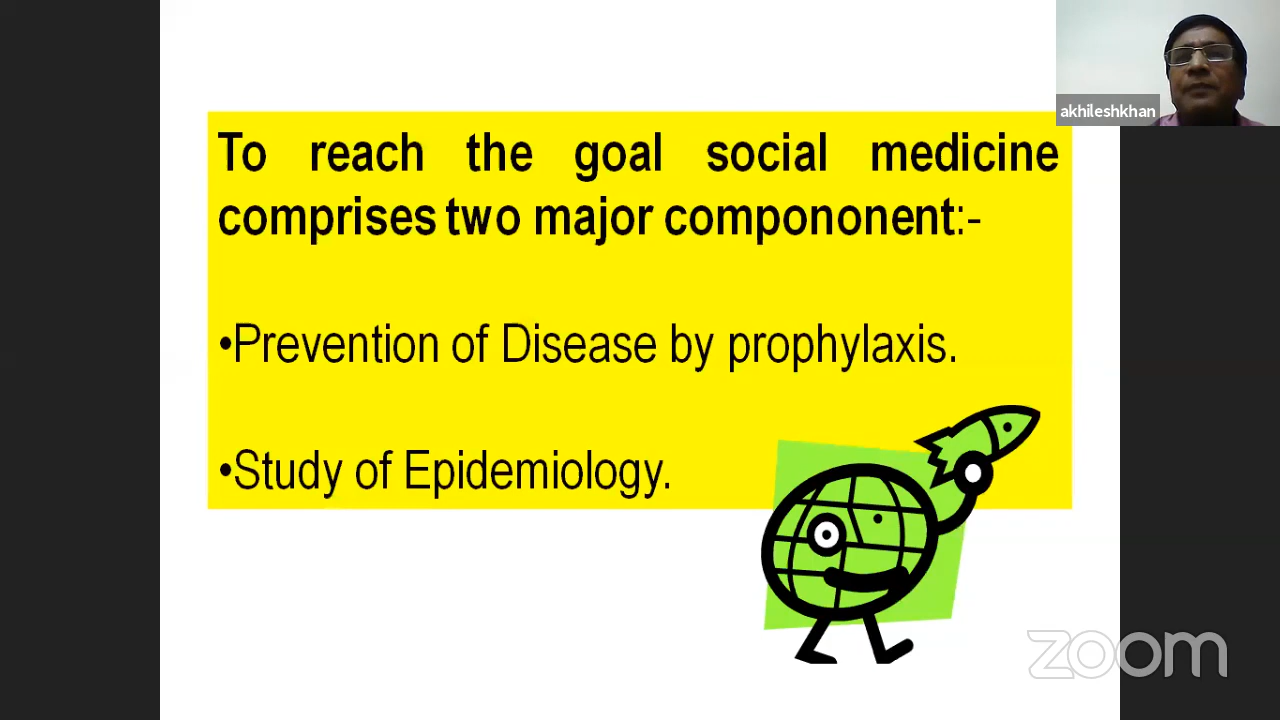 akhileshkhan
To reach the goal social medicine
comprises two major compononent:-
•Prevention of Disease by prophylaxis.
•Study of Epidemiology.
zoom